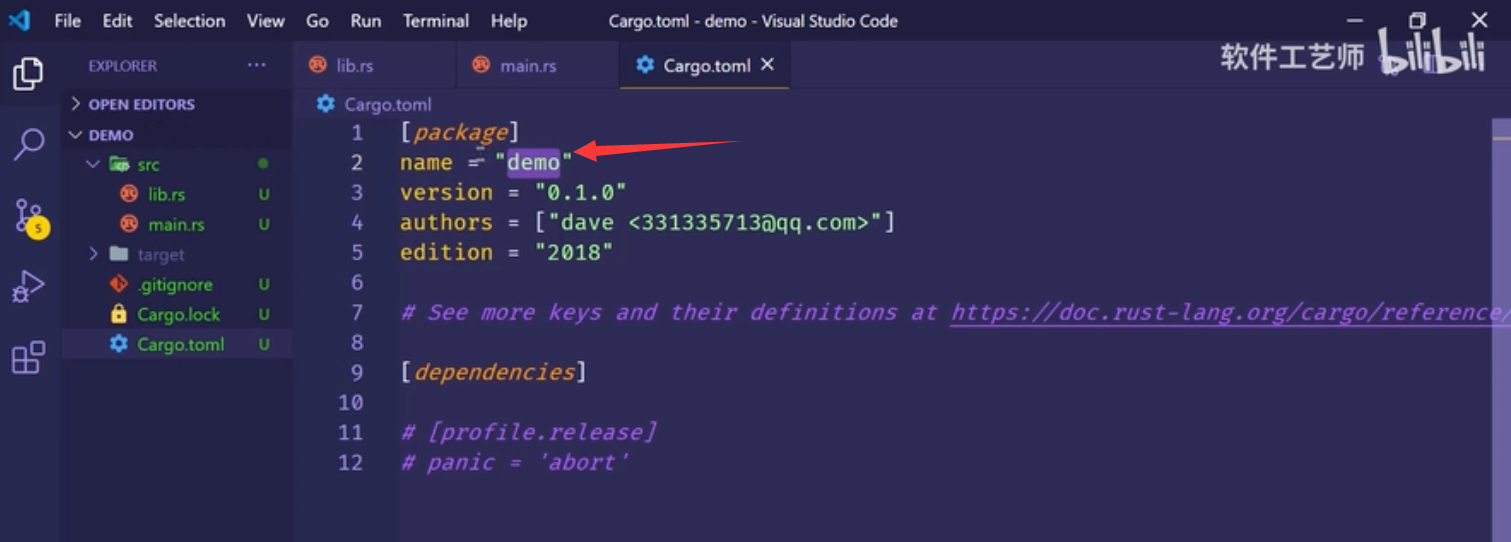 File Edit Selection View Go Run Terminal Help Cargo.toml - demo - Visual Studio Code
软件工艺师 bilibili
EXPLORER ···
lib.rs main.rs Cargo.toml
OPEN EDITORS
Cargo.toml
DEMO
src
lib.rs U
main.rs U
target
.gitignore U
Cargo.lock U
Cargo.toml U
5
1 [package]
2 name = "demo"
3 version = "0.1.0"
4 authors = ["dave <331335713@qq.com>"]
5 edition = "2018"
6
7 # See more keys and their definitions at https://doc.rust-lang.org/cargo/reference/
8
9 [dependencies]
10
11 # [profile.release]
12 # panic = 'abort'